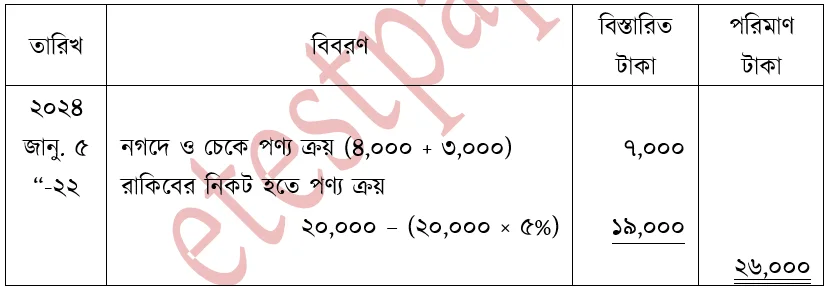 তারিখ বিবরণ বিস্তারিত টাকা পরিমাণ টাকা
২০২৪
জানু. ৫ নগদে ও চেকে পণ্য ক্রয় (৪,০০০ + ৩,০০০) ৭,০০০
“-২২ রাকিবের নিকট হতে পণ্য ক্রয়
২০,০০০ – (২০,০০০ × ৫%) ১৯,০০০
২৬,০০০
etestpap